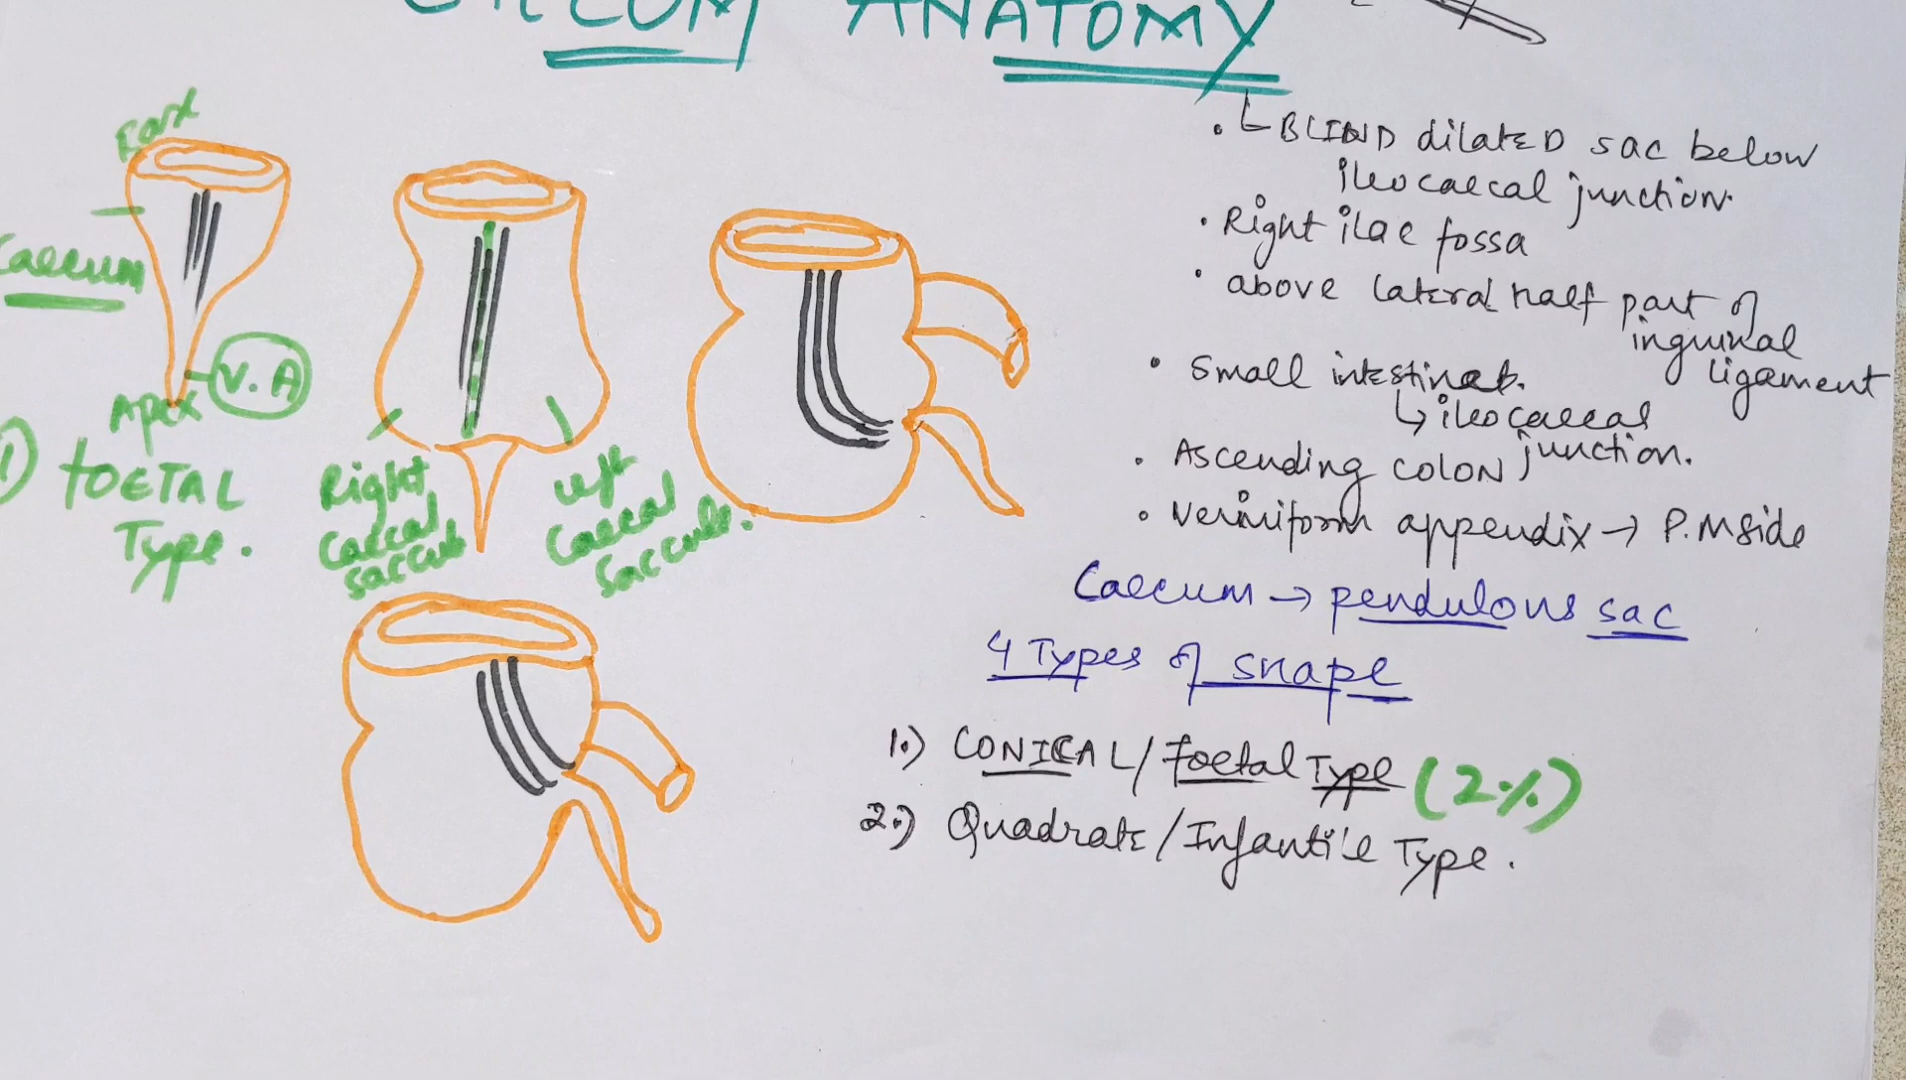 CAECUM ANATOMY
• ↳ BLIND dilateD sac below
ileocaecal junction.
• Right ilac fossa
• above lateral half part of
inguinal
ligament
• Small intestine
↳ ileocaecal
junction.
• Ascending COLON
• Vermiform appendix → P.M side
Caecum → pendulous sac
4 Types of shape
1.) CONICAL / Foetal Type (2%)
2.) Quadrate / Infantile Type.
Caecum
V.A
Apex
1) FOETAL
Type.
Right
Caecal
saccule
Left
Caecal
Saccule.